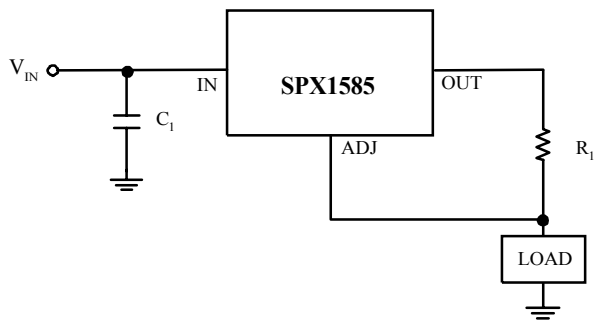 V_IN
IN
SPX1585
OUT
C_1
ADJ
R_1
LOAD